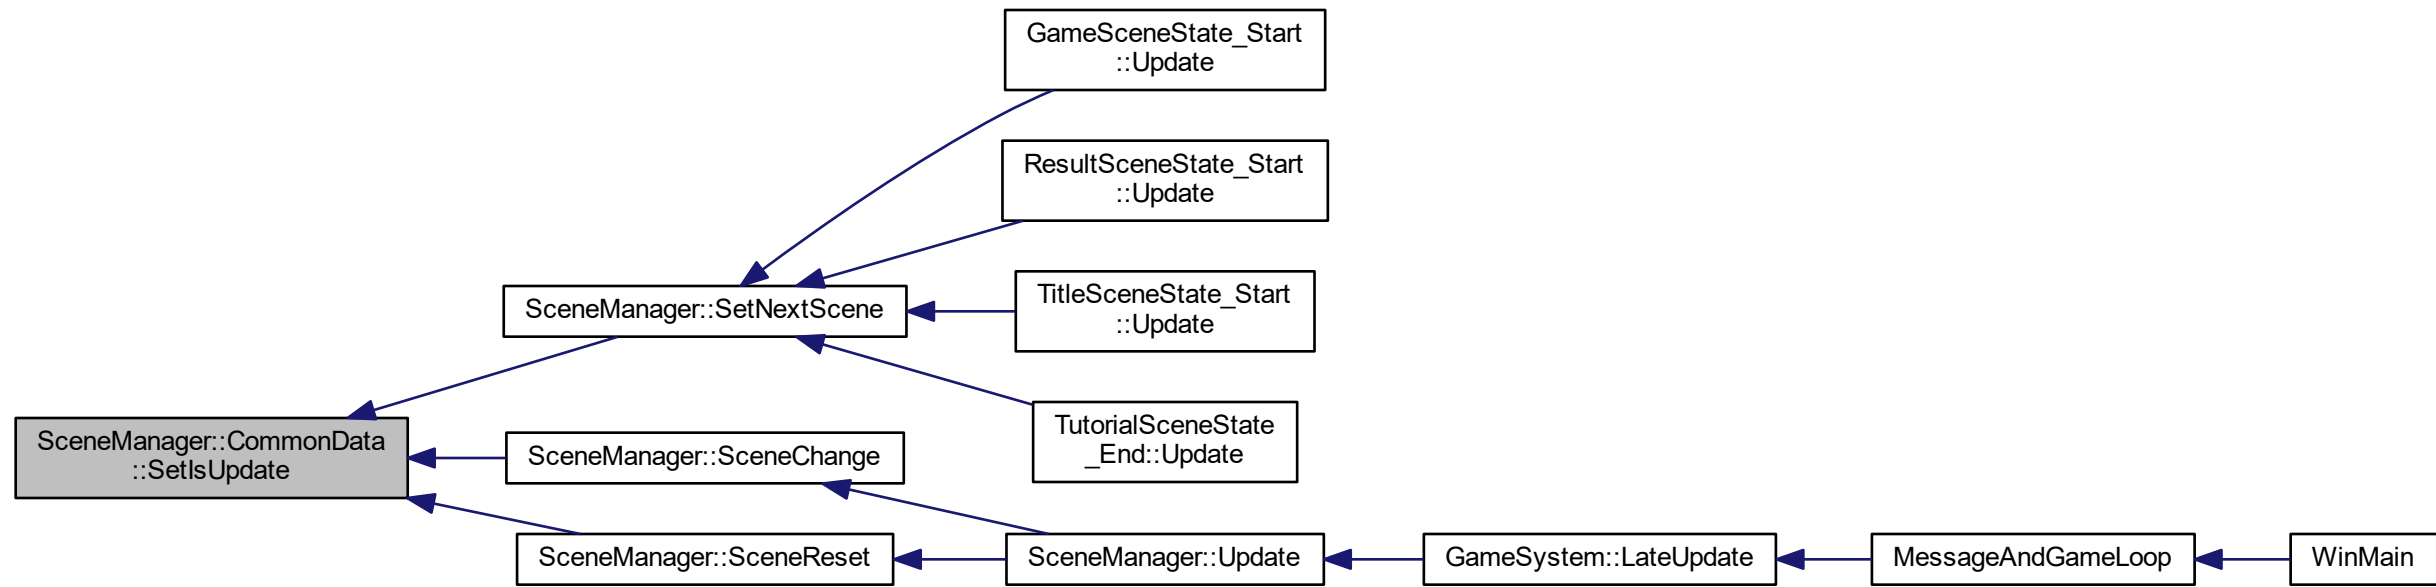 GameSceneState_Start
::Update
ResultSceneState_Start
::Update
TitleSceneState_Start
::Update
SceneManager::SetNextScene
TutorialSceneState
_End::Update
SceneManager::CommonData
::SetIsUpdate
SceneManager::SceneChange
SceneManager::SceneReset
SceneManager::Update
GameSystem::LateUpdate
MessageAndGameLoop
WinMain